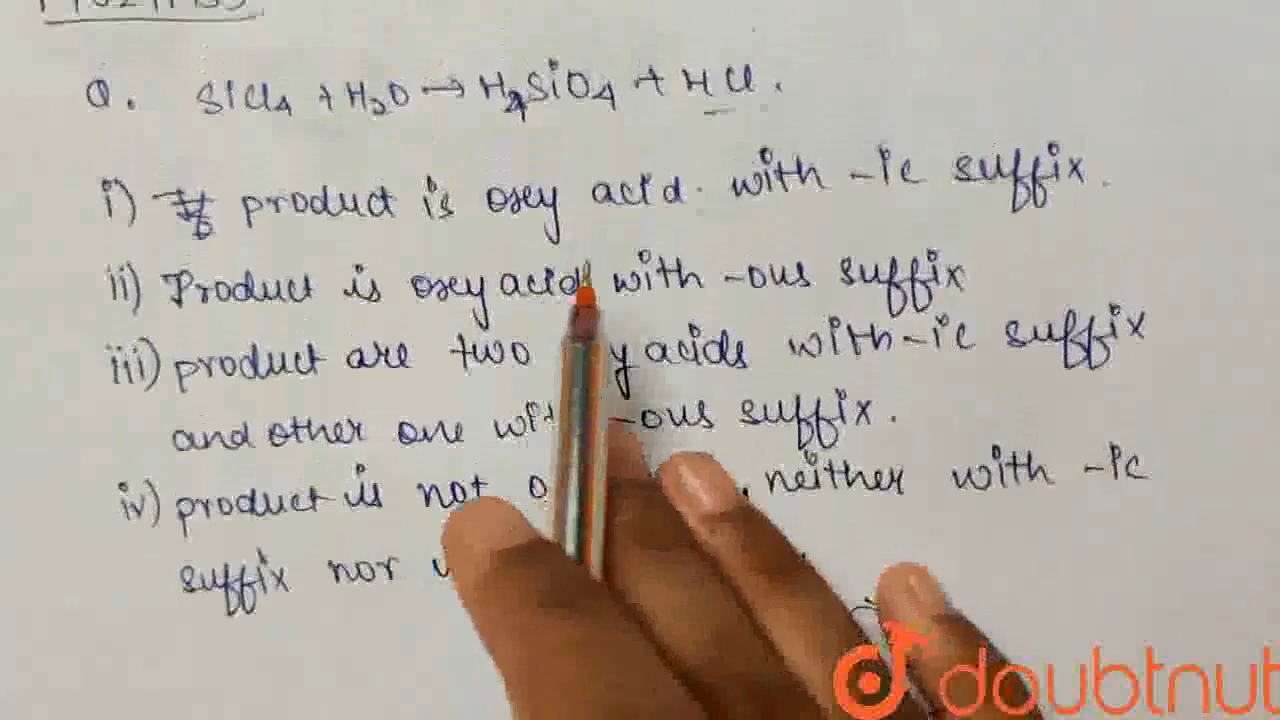 Q. SiCl4 + H2O → H4SiO4 + HCl.
i) If product is oxy acid. with -ic suffix.
ii) Product is oxy acid with -ous suffix
iii) product are two acids with -ic suffix
and other one -ous suffix.
iv) product is not neither with -ic
suffix nor
doubtnut